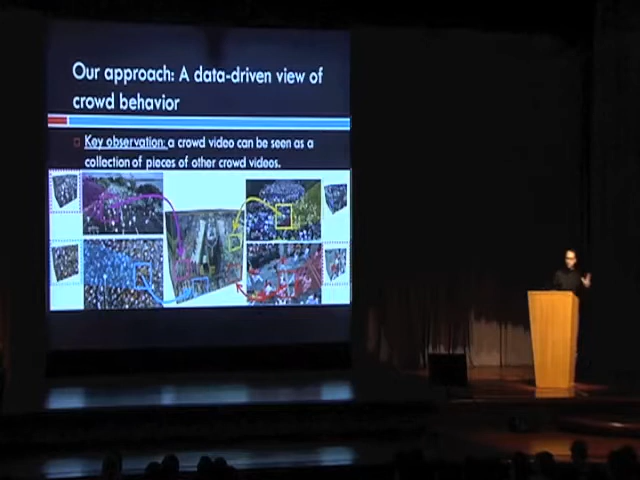 Our approach: A data-driven view of
crowd behavior
Key observation: a crowd video can be seen as a
collection of pieces of other crowd videos.